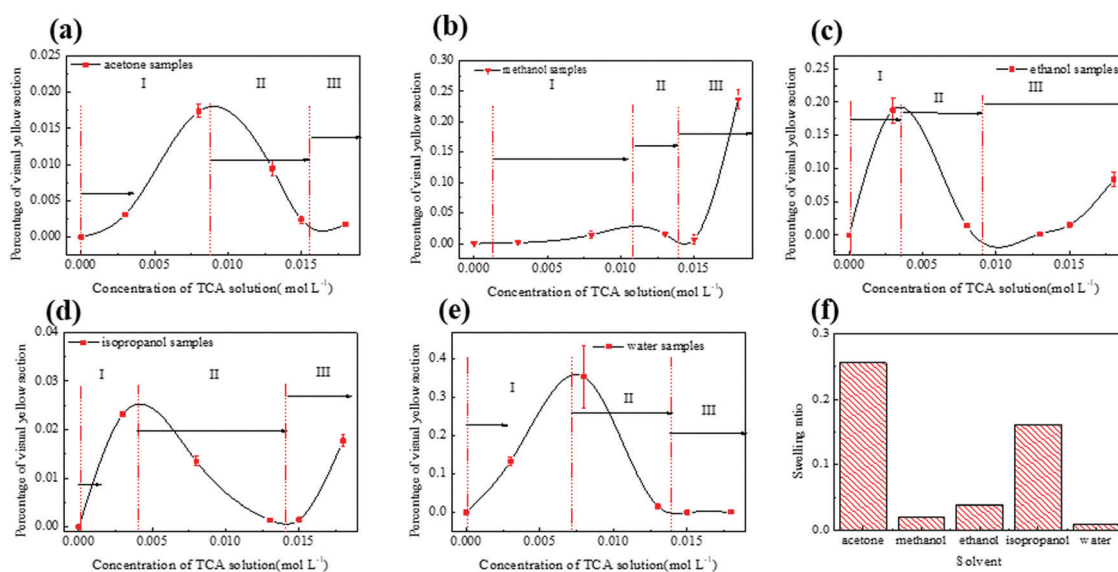 (a)
0.025
0.020
0.015
0.010
0.005
0.000
Percentage of visual yellow section
acetone samples
I
II
III
0.000
0.005
0.010
0.015
Concentration of TCA solution( mol L-1)
(b)
0.30
0.25
0.20
0.15
0.10
0.05
0.00
Percentage of visual yellow section
methanol samples
I
II
III
0.000
0.005
0.010
0.015
Concentration of TCA solution(mol L-1)
(c)
0.25
0.20
0.15
0.10
0.05
0.00
Percentage of visual yellow section
ethanol samples
I
II
III
0.000
0.005
0.010
0.015
Concentration of TCA solution(mol L-1)
(d)
0.04
0.03
0.02
0.01
0.00
Percentage of visual yellow section
isopropanol samples
I
II
III
0.000
0.005
0.010
0.015
Concentration of TCA solution(mol L-1)
(e)
0.4
0.3
0.2
0.1
0.0
Percentage of visual yellow section
water samples
I
II
III
0.000
0.005
0.010
0.015
Concentration of TCA solution(mol L-1)
(f)
0.3
0.2
0.1
0.0
Swelling ratio
acetone methanol ethanol isopropanol water
Solvent